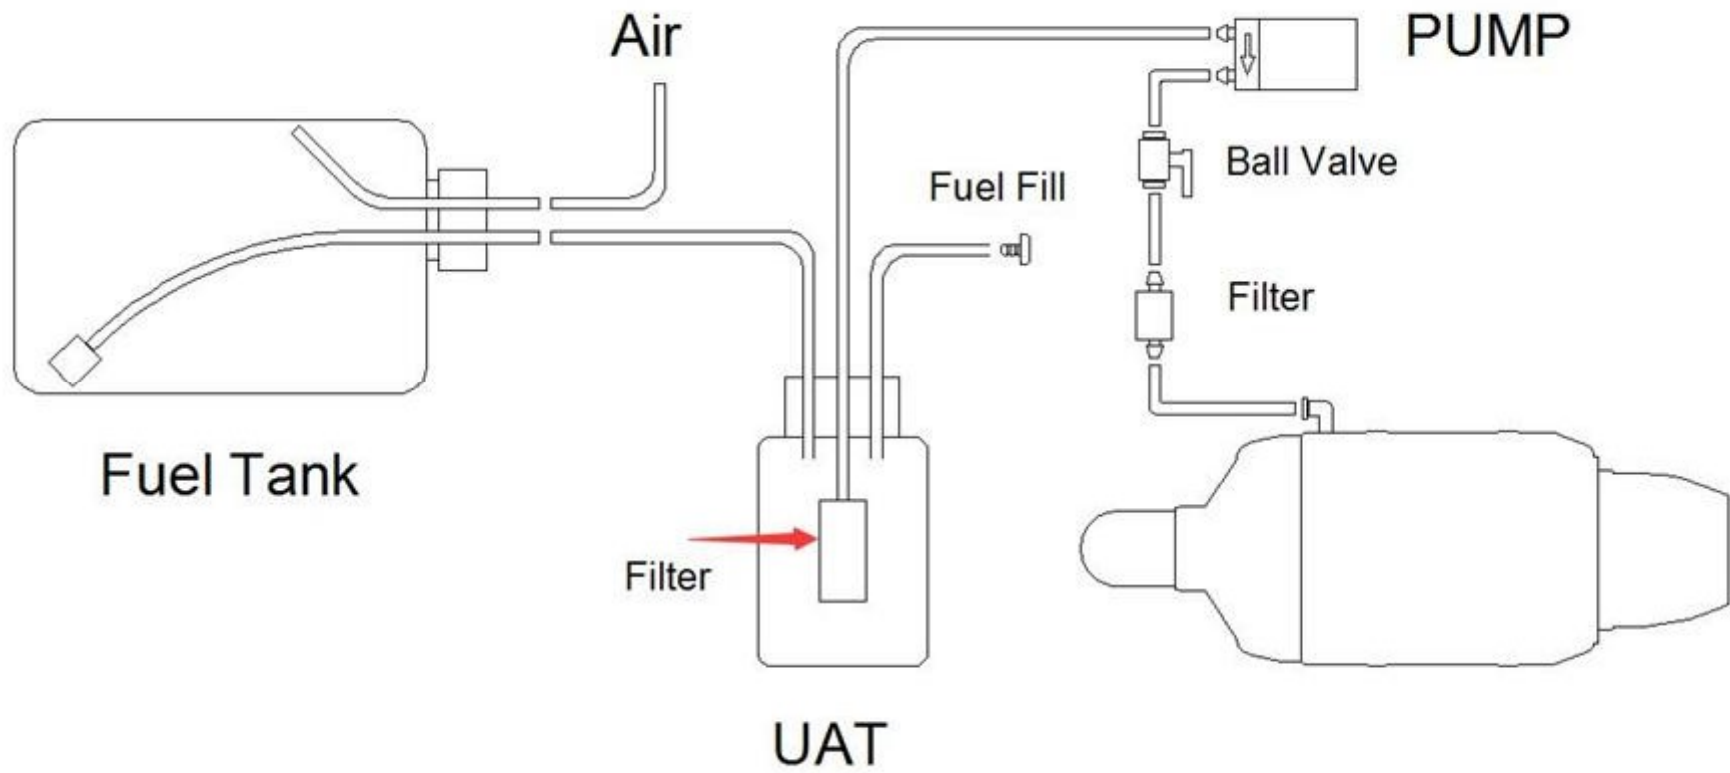 Air
PUMP
Ball Valve
Fuel Fill
Filter
Fuel Tank
Filter
UAT